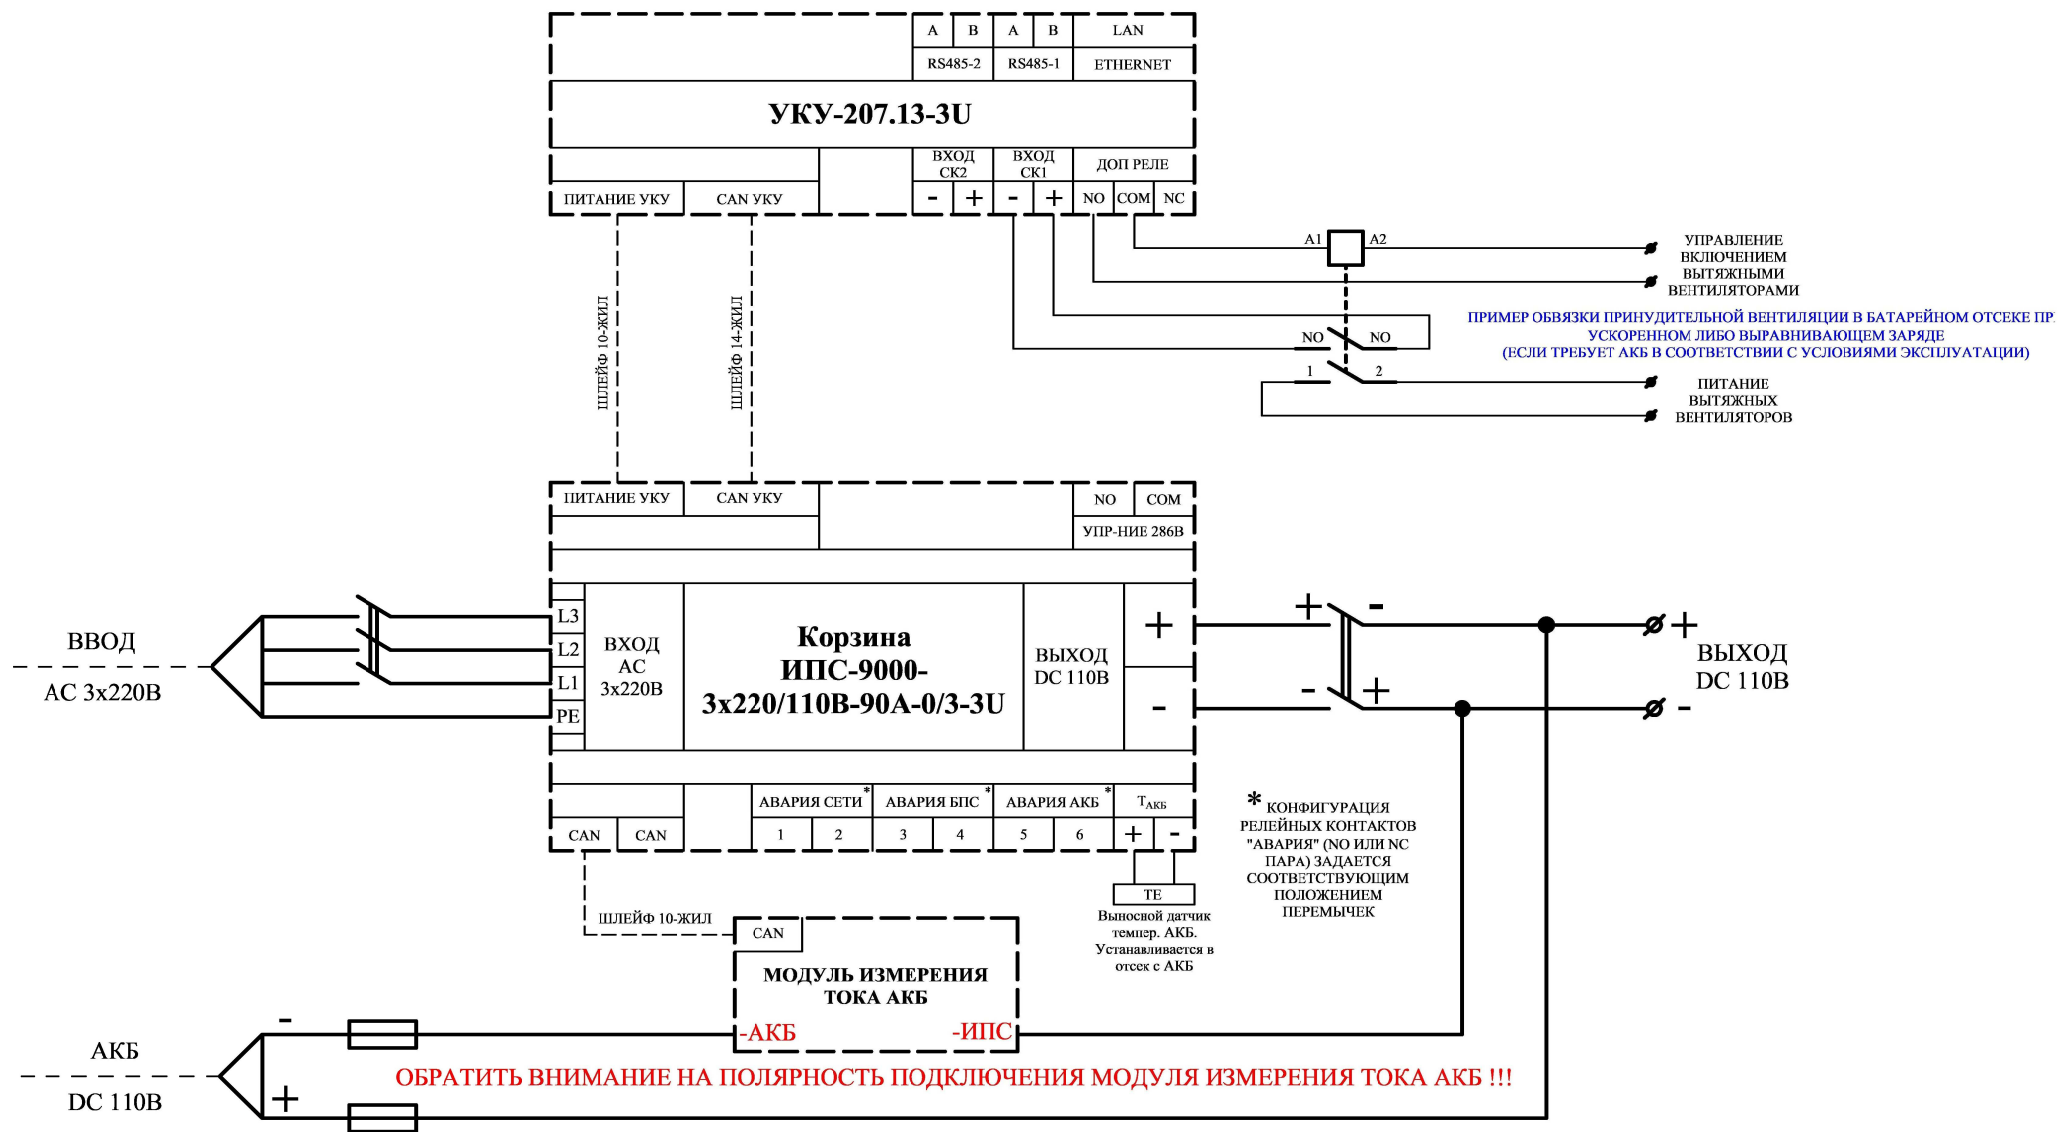 A B A B LAN
RS485-2 RS485-1 ETHERNET
УКУ-207.13-3U
ВХОД СК2
ВХОД СК1
ДОП РЕЛЕ
ПИТАНИЕ УКУ CAN УКУ - + - + NO COM NC
A1 A2
УПРАВЛЕНИЕ
ВКЛЮЧЕНИЕМ
ВЫТЯЖНЫМИ
ВЕНТИЛЯТОРАМИ
ШЛЕЙФ 10-ЖИЛ
ШЛЕЙФ 14-ЖИЛ
ПРИМЕР ОБВЯЗКИ ПРИНУДИТЕЛЬНОЙ ВЕНТИЛЯЦИИ В БАТАРЕЙНОМ ОТСЕКЕ ПР
УСКОРЕННОМ ЛИБО ВЫРАВНИВАЮЩЕМ ЗАРЯДЕ
(ЕСЛИ ТРЕБУЕТ АКБ В СООТВЕТСТВИИ С УСЛОВИЯМИ ЭКСПЛУАТАЦИИ)
NO NO
1 2
ПИТАНИЕ
ВЫТЯЖНЫХ
ВЕНТИЛЯТОРОВ
ПИТАНИЕ УКУ CAN УКУ NO COM
УПР-НИЕ 286В
ВВОД
AC 3x220В
L3
L2
L1
PE
ВХОД
AC
3x220В
Корзина
ИПС-9000-
3x220/110В-90А-0/3-3U
ВЫХОД
DC 110В
+
-
+ -
- +
+
-
ВЫХОД
DC 110В
АВАРИЯ СЕТИ * АВАРИЯ БПС * АВАРИЯ АКБ * TАКБ
CAN CAN 1 2 3 4 5 6 + -
* КОНФИГУРАЦИЯ
РЕЛЕЙНЫХ КОНТАКТОВ
"АВАРИЯ" (NO ИЛИ NC
ПАРА) ЗАДАЕТСЯ
СООТВЕТСТВУЮЩИМ
ПОЛОЖЕНИЕМ
ПЕРЕМЫЧЕК
TE
Выносной датчик
темпер. АКБ.
Устанавливается в
отсек с АКБ
ШЛЕЙФ 10-ЖИЛ
CAN
МОДУЛЬ ИЗМЕРЕНИЯ
ТОКА АКБ
-АКБ -ИПС
АКБ
DC 110В
-
+
ОБРАТИТЬ ВНИМАНИЕ НА ПОЛЯРНОСТЬ ПОДКЛЮЧЕНИЯ МОДУЛЯ ИЗМЕРЕНИЯ ТОКА АКБ !!!